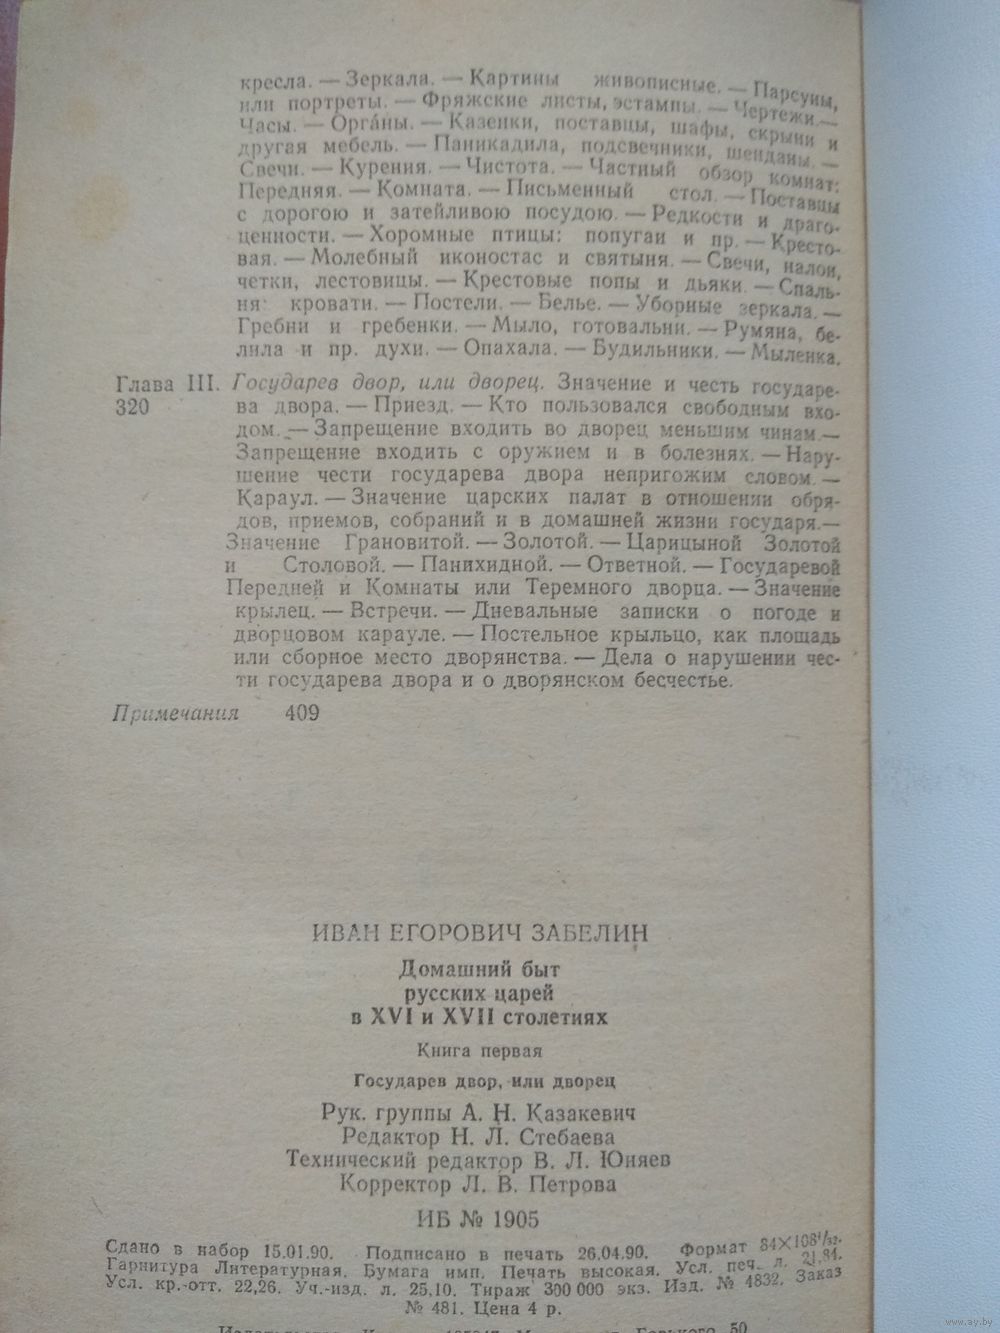 кресла. — Зеркала. — Картины живописные. — Парсуны,
или портреты. — Фряжские листы, эстампы. — Чертежи. —
Часы. — Орга́ны. — Казенки, поставцы, шафы, скрыни и
другая мебель. — Паникадила, подсвечники, шенданы. —
Свечи. — Курения. — Чистота. — Частный обзор комнат:
Передняя. — Комната. — Письменный стол. — Поставцы
с дорогою и затейливою посудою. — Редкости и драго-
ценности. — Хоромные птицы: попугаи и пр. — Кресто-
вая. — Молебный иконостас и святыня. — Свечи, налои,
четки, лестовицы. — Крестовые попы и дьяки. — Спаль-
ня: кровати. — Постели. — Белье. — Уборные зеркала. —
Гребни и гребенки. — Мыло, готовальни. — Румяна, бе-
лила и пр. духи. — Опахала. — Будильники. — Мыленка.
Глава III. Государев двор, или дворец. Значение и честь государе-
320 ва двора. — Приезд. — Кто пользовался свободным вхо-
дом. — Запрещение входить во дворец меньшим чинам. —
Запрещение входить с оружием и в болезнях. — Нару-
шение чести государева двора непригожим словом. —
Караул. — Значение царских палат в отношении обря-
дов, приемов, собраний и в домашней жизни государя. —
Значение Грановитой. — Золотой. — Царицыной Золотой
и Столовой. — Панихидной. — Ответной. — Государевой
Передней и Комнаты или Теремного дворца. — Значение
крылец. — Встречи. — Дневальные записки о погоде и
дворцовом карауле. — Постельное крыльцо, как площадь
или сборное место дворянства. — Дела о нарушении чес-
ти государева двора и о дворянском бесчестье.
Примечания 409
ИВАН ЕГОРОВИЧ ЗАБЕЛИН
Домашний быт
русских царей
в XVI и XVII столетиях
Книга первая
Государев двор, или дворец
Рук. группы А. Н. Казакевич
Редактор Н. Л. Стебаева
Технический редактор В. Л. Юняев
Корректор Л. В. Петрова
ИБ № 1905
Сдано в набор 15.01.90. Подписано в печать 26.04.90. Формат 84×108¹/₃₂.
Гарнитура Литературная. Бумага имп. Печать высокая. Усл. печ. л. 21,84.
Усл. кр.-отт. 22,26. Уч.-изд. л. 25,10. Тираж 300 000 экз. Изд. № 4832. Заказ
№ 481. Цена 4 р.
50
www.ay.by